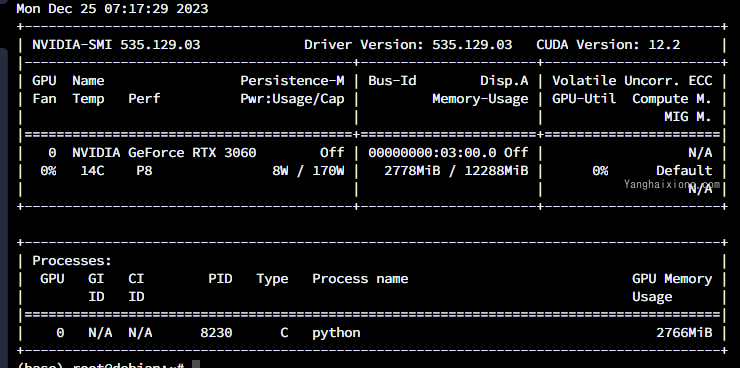 Mon Dec 25 07:17:29 2023
+---------------------------------------------------------------------------------------+
| NVIDIA-SMI 535.129.03             Driver Version: 535.129.03   CUDA Version: 12.2     |
|-----------------------------------------+----------------------+----------------------+
| GPU  Name                 Persistence-M | Bus-Id        Disp.A | Volatile Uncorr. ECC |
| Fan  Temp   Perf          Pwr:Usage/Cap |         Memory-Usage | GPU-Util  Compute M. |
|                                         |                      |               MIG M. |
|=========================================+======================+======================|
|   0  NVIDIA GeForce RTX 3060        Off | 00000000:03:00.0 Off |                  N/A |
|  0%   14C    P8               8W / 170W |   2778MiB / 12288MiB |      0%      Default |
Yanghaixiong.com
|                                         |                      |                  N/A |
+-----------------------------------------+----------------------+----------------------+
+---------------------------------------------------------------------------------------+
| Processes:                                                                            |
|  GPU   GI   CI        PID   Type   Process name                            GPU Memory |
|        ID   ID                                                             Usage      |
|=======================================================================================|
|    0   N/A  N/A      8230      C   python                                     2766MiB |
+---------------------------------------------------------------------------------------+
(base) root@debian:~#